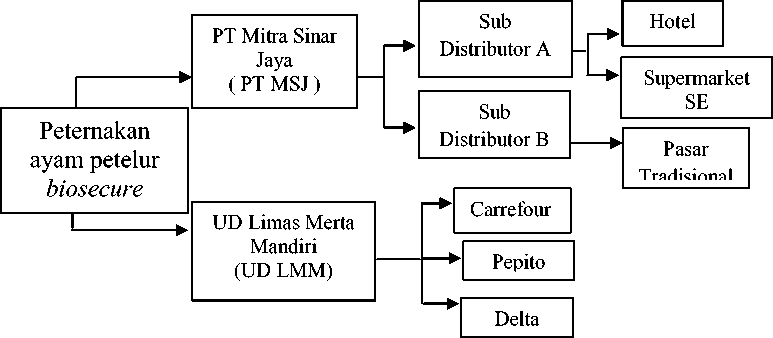 Peternakan
ayam petelur
biosecure
PT Mitra Sinar
Jaya
( PT MSJ )
UD Limas Merta
Mandiri
(UD LMM)
Sub
Distributor A
Sub
Distributor B
Hotel
Supermarket
SE
Pasar
Tradisional
Carrefour
Pepito
Delta